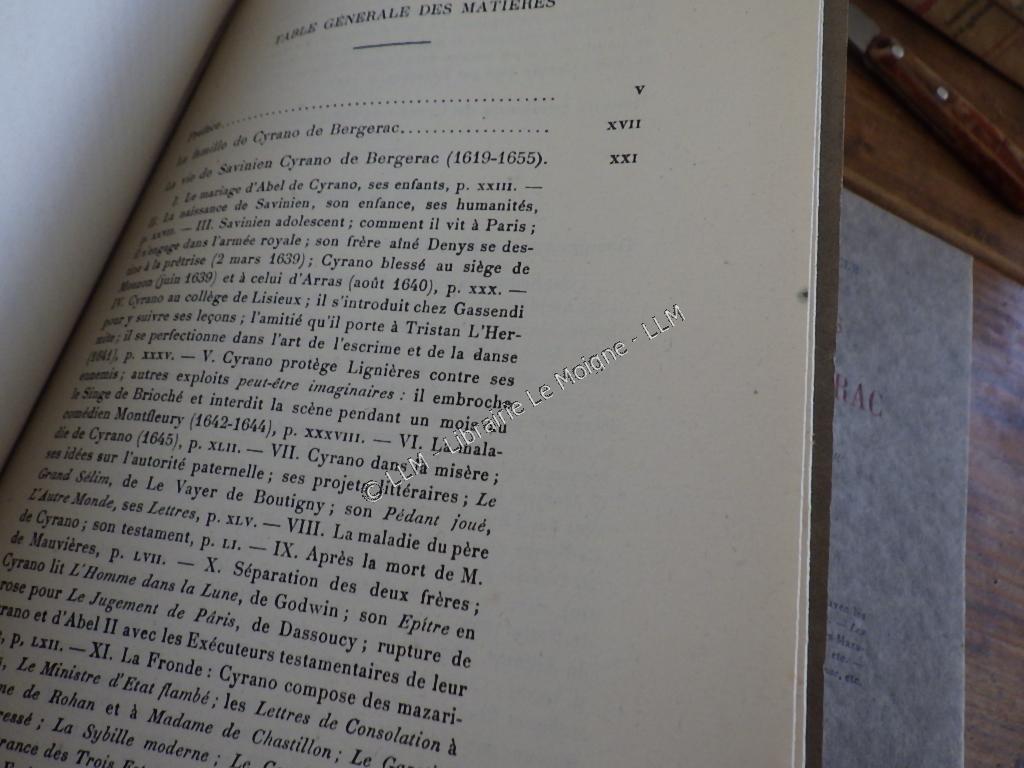 TABLE GÉNÉRALE DES MATIÈRES
Préface........ V
La famille de Cyrano de Bergerac........ XVII
La vie de Savinien Cyrano de Bergerac (1619-1655). XXI
I. Le mariage d'Abel de Cyrano, ses enfants, p. XXIII. —
II. La naissance de Savinien, son enfance, ses humanités,
p. XXVII. — III. Savinien adolescent ; comment il vit à Paris ;
il s'engage dans l'armée royale ; son frère aîné Denys se des-
tine à la prêtrise (2 mars 1639) ; Cyrano blessé au siège de
Mouzon (juin 1639) et à celui d'Arras (août 1640), p. XXX. —
IV. Cyrano au collège de Lisieux ; il s'introduit chez Gassendi
pour y suivre ses leçons ; l'amitié qu'il porte à Tristan L'Her-
mite ; il se perfectionne dans l'art de l'escrime et de la danse
(1641), p. XXXV. — V. Cyrano protège Lignières contre ses
ennemis ; autres exploits peut-être imaginaires : il embroche
le Singe de Brioché et interdit la scène pendant un mois au
comédien Montfleury (1642-1644), p. XXXVIII. — VI. La mala-
die de Cyrano (1645), p. XLII. — VII. Cyrano dans la misère ;
ses idées sur l'autorité paternelle ; ses projets littéraires ; Le
Grand Sélim, de Le Vayer de Boutigny ; son Pédant joué,
L'Autre Monde, ses Lettres, p. XLV. — VIII. La maladie du père
de Cyrano ; son testament, p. LI. — IX. Après la mort de M.
de Mauvières, p. LVII. — X. Séparation des deux frères ;
Cyrano lit L'Homme dans la Lune, de Godwin ; son Epître en
rose pour Le Jugement de Pâris, de Dassoucy ; rupture de
rano et d'Abel II avec les Exécuteurs testamentaires de leur
p. LXII. — XI. La Fronde : Cyrano compose des mazari-
Le Ministre d'Etat flambé ; les Lettres de Consolation à
me de Rohan et à Madame de Chastillon ; Le Gazet
ressé ; La Sybille moderne ; Le G
rance des Trois
© LLM - Librairie Le Moigne - LLM
RAC
etc.
etc.